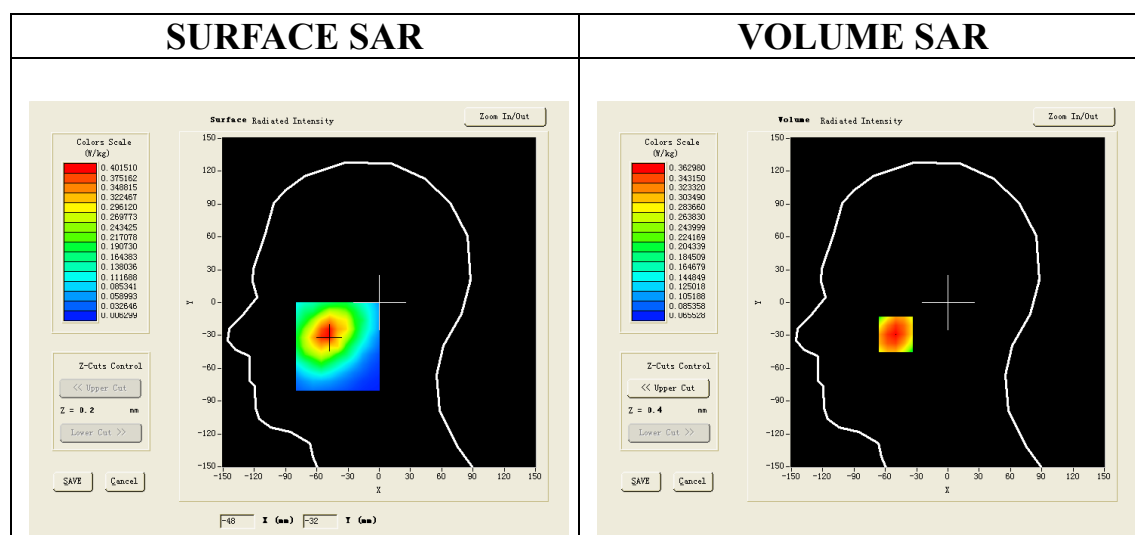 SURFACE SAR
VOLUME SAR
Surface Radiated Intensity
Zoom In/Out
Colors Scale
(W/kg)
0.401510
0.375162
0.348815
0.322467
0.296120
0.269773
0.243425
0.217078
0.190730
0.164383
0.138036
0.111688
0.085341
0.058993
0.032646
0.006299
150
120
90
60
30
0
-30
-60
-90
-120
-150
Y
-150 -120 -90 -60 -30 0 30 60 90 120 150
X
Z-Cuts Control
<< Upper Cut
Z = 0.2 mm
Lower Cut >>
SAVE
Cancel
-48 X (mm) -32 Y (mm)
Volume Radiated Intensity
Zoom In/Out
Colors Scale
(W/kg)
0.362980
0.343150
0.323320
0.303490
0.283660
0.263830
0.243999
0.224169
0.204339
0.184509
0.164679
0.144849
0.125018
0.105188
0.085358
0.065528
150
120
90
60
30
0
-30
-60
-90
-120
-150
Y
-150 -120 -90 -60 -30 0 30 60 90 120 150
X
Z-Cuts Control
<< Upper Cut
Z = 0.4 mm
Lower Cut >>
SAVE
Cancel